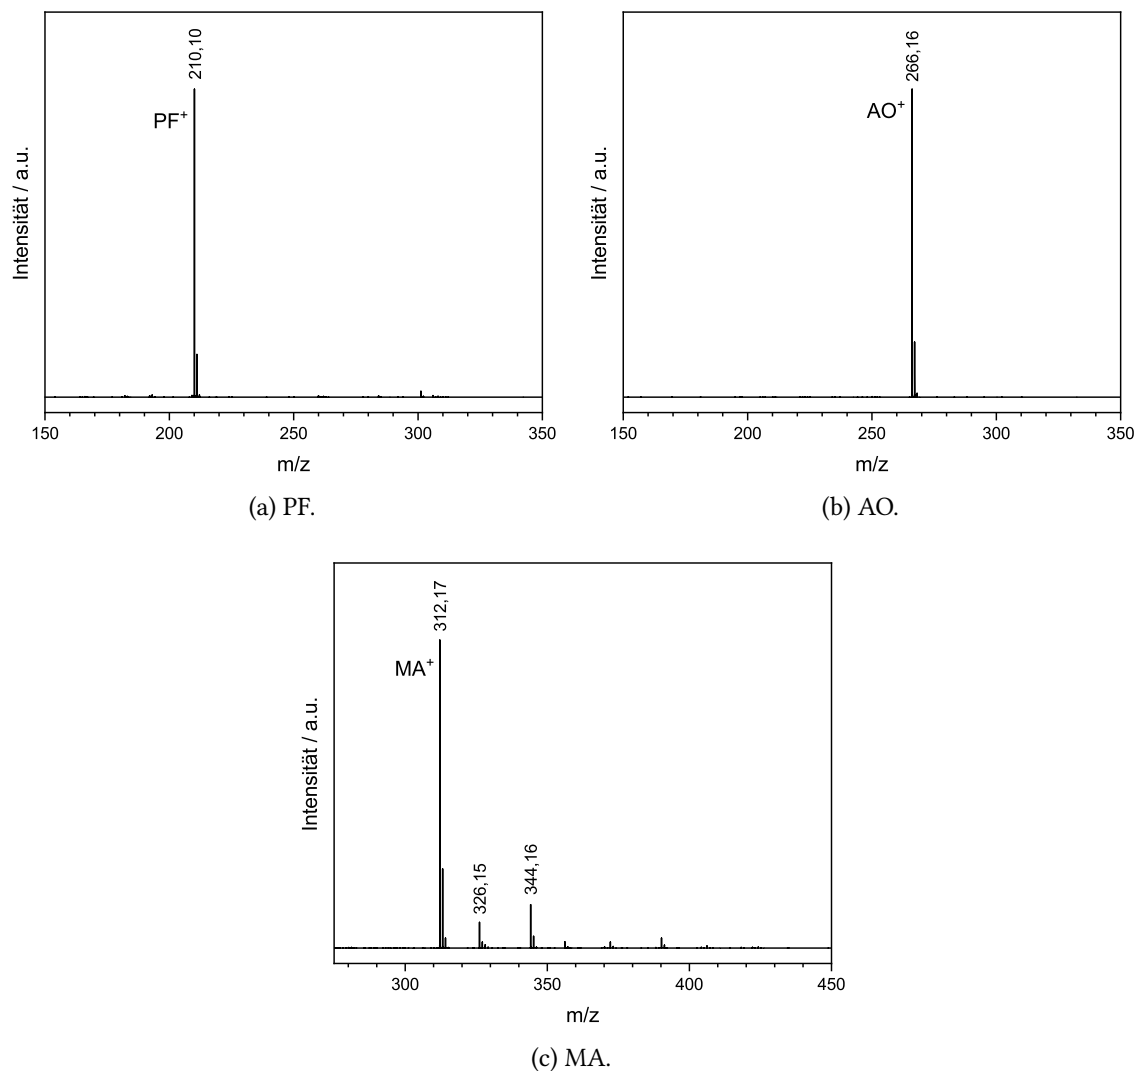 210,10
PF+
Intensität / a.u.
150 200 250 300 350
m/z
(a) PF.
266,16
AO+
Intensität / a.u.
150 200 250 300 350
m/z
(b) AO.
312,17
MA+
326,15
344,16
Intensität / a.u.
300 350 400 450
m/z
(c) MA.